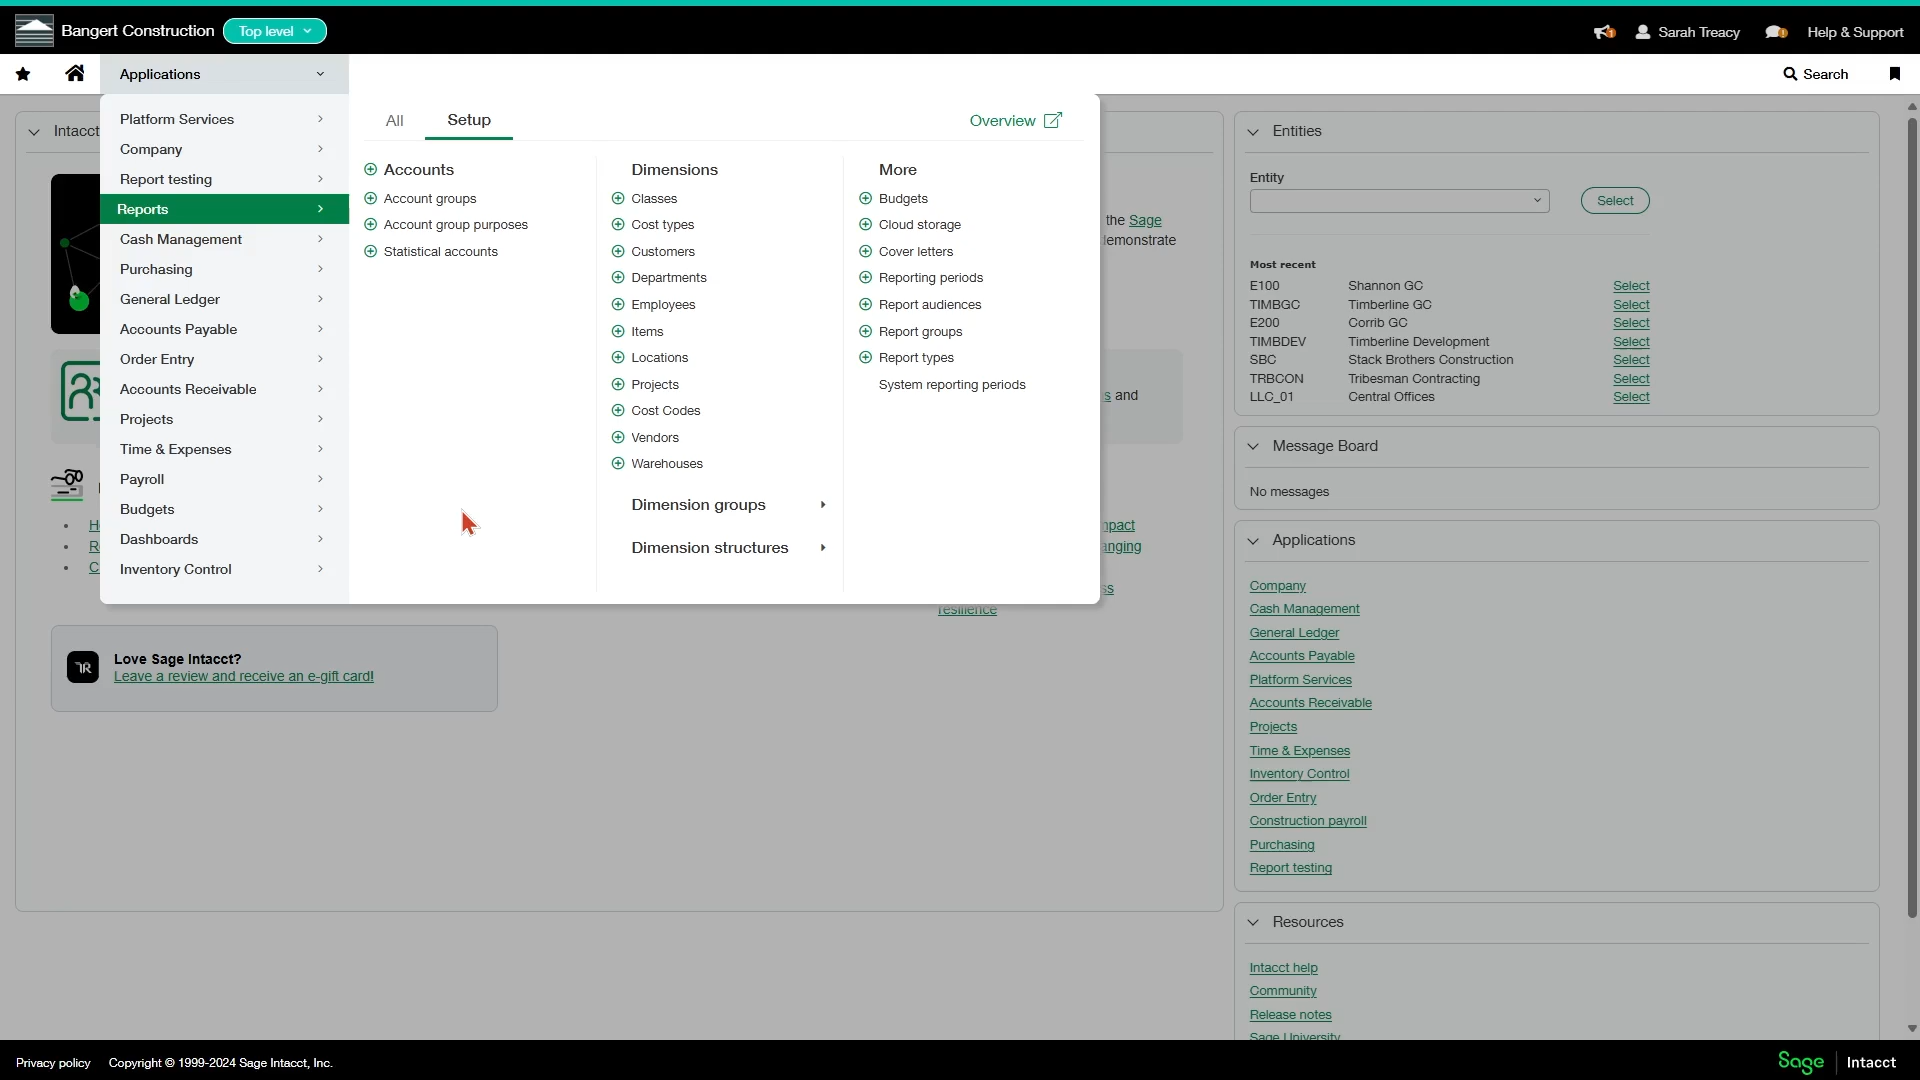 Bangert Construction
Top level
1
Sarah Treacy
Help & Support
Applications
Search
Platform Services
Company
Report testing
Reports
Cash Management
Purchasing
General Ledger
Accounts Payable
Order Entry
Accounts Receivable
Projects
Time & Expenses
Payroll
Budgets
Dashboards
Inventory Control
All
Setup
Overview
Accounts
Account groups
Account group purposes
Statistical accounts
Dimensions
Classes
Cost types
Customers
Departments
Employees
Items
Locations
Projects
Cost Codes
Vendors
Warehouses
Dimension groups
Dimension structures
More
Budgets
Cloud storage
Cover letters
Reporting periods
Report audiences
Report groups
Report types
System reporting periods
Intacct
the Sage
s and
resilience
Love Sage Intacct?
Leave a review and receive an e-gift card!
Entities
Entity
Select
Most recent
E100 Shannon GC Select
TIMBGC Timberline GC Select
E200 Corrib GC Select
TIMBDEV Timberline Development Select
SBC Stack Brothers Construction Select
TRBCON Tribesman Contracting Select
LLC_01 Central Offices Select
Message Board
No messages
Applications
Company
Cash Management
General Ledger
Accounts Payable
Platform Services
Accounts Receivable
Projects
Time & Expenses
Inventory Control
Order Entry
Construction payroll
Purchasing
Report testing
Resources
Intacct help
Community
Release notes
Sage University
Privacy policy
Copyright © 1999-2024 Sage Intacct, Inc.
Sage Intacct